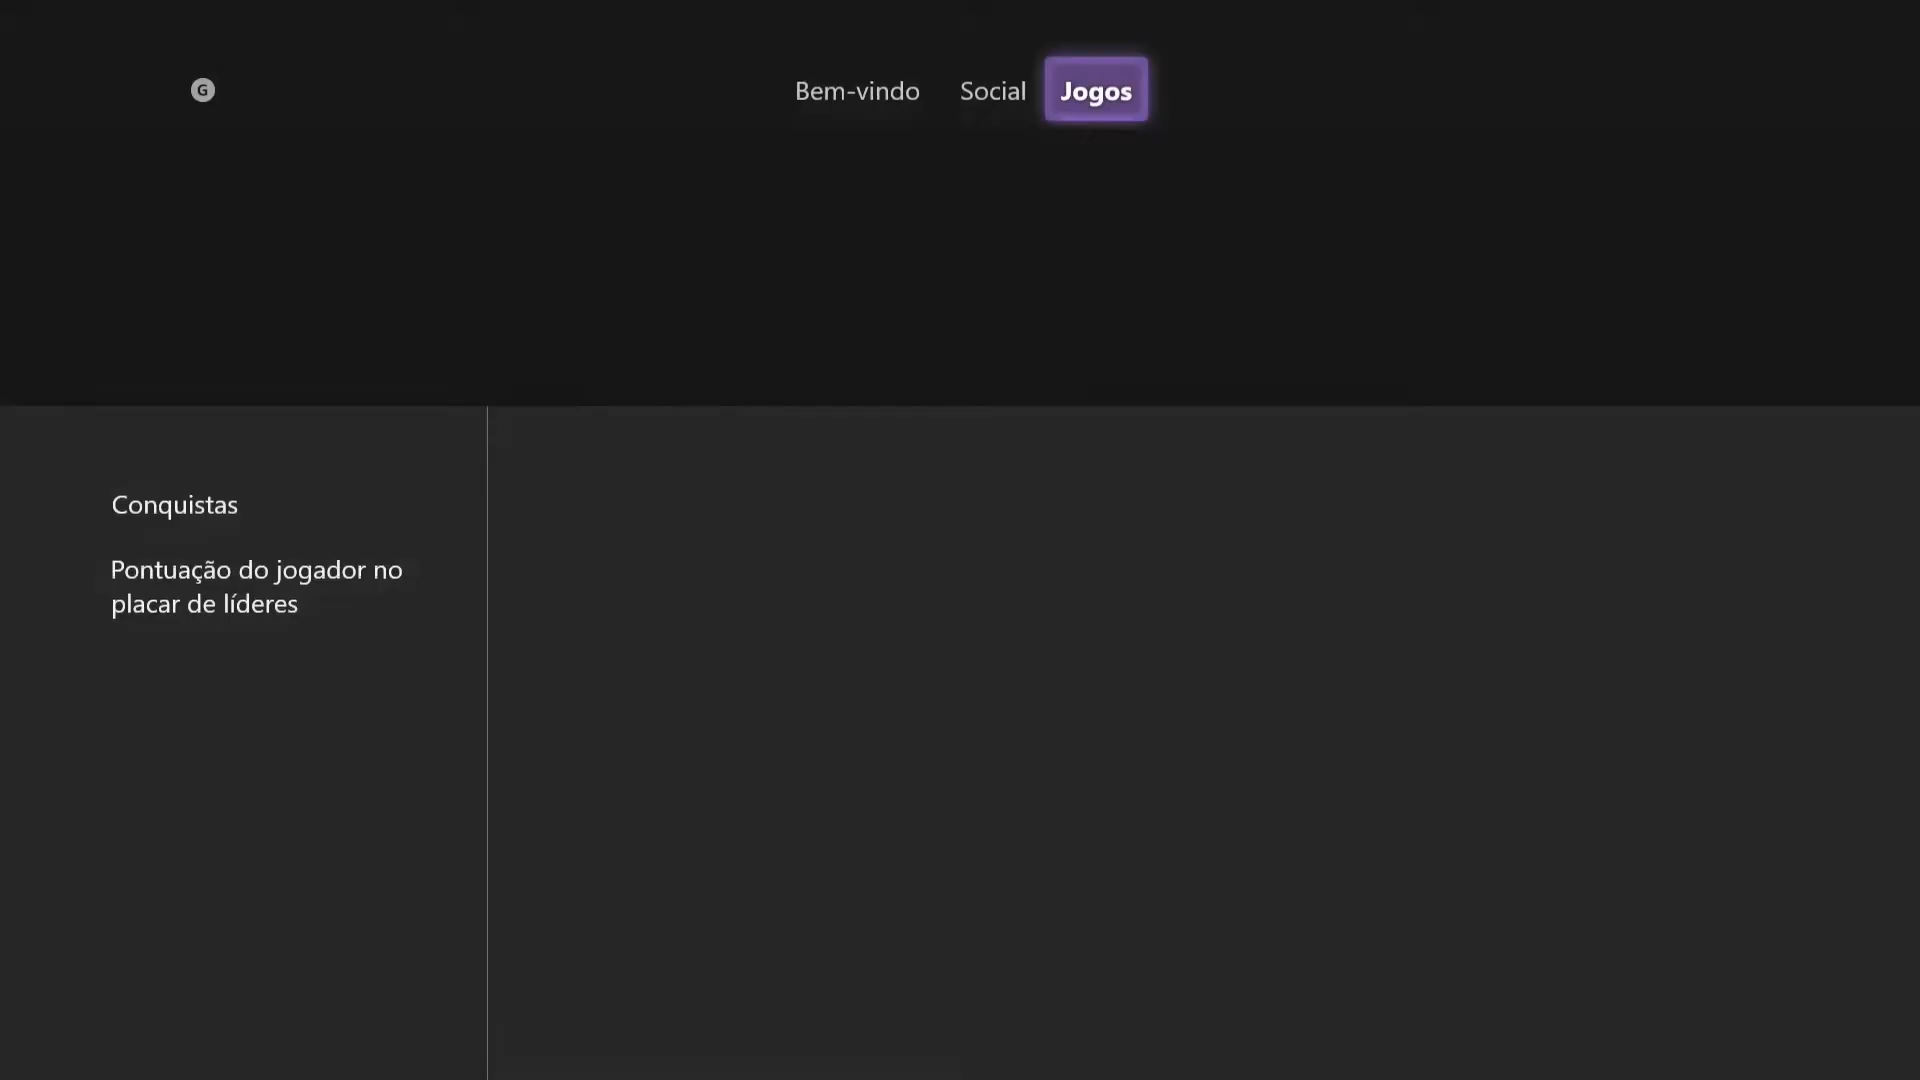 G
Bem-vindo Social Jogos
Conquistas
Pontuação do jogador no
placar de líderes